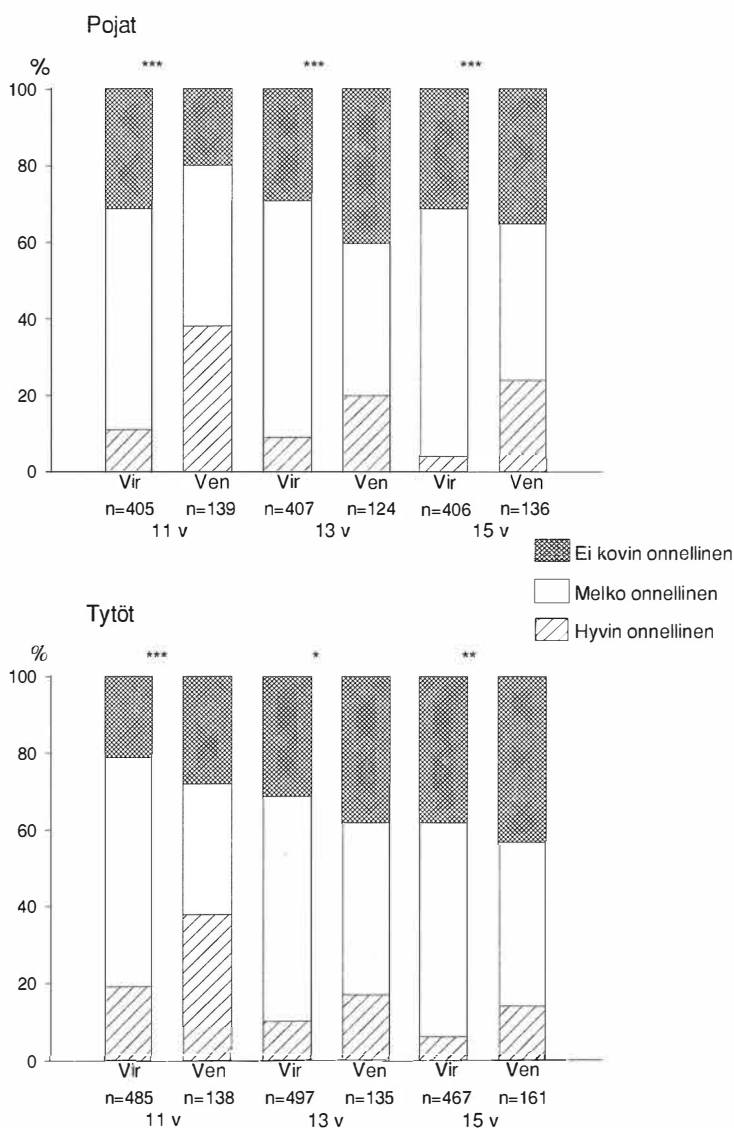 Pojat
%
*** *** ***
100
80
60
40
20
0
Vir Ven Vir Ven Vir Ven
n=405 n=139 n=407 n=124 n=406 n=136
11 v 13 v 15 v
Ei kovin onnellinen
Melko onnellinen
Hyvin onnellinen
Tytöt
%
*** * **
100
80
60
40
20
0
Vir Ven Vir Ven Vir Ven
n=485 n=138 n=497 n=135 n=467 n=161
11 v 13 v 15 v